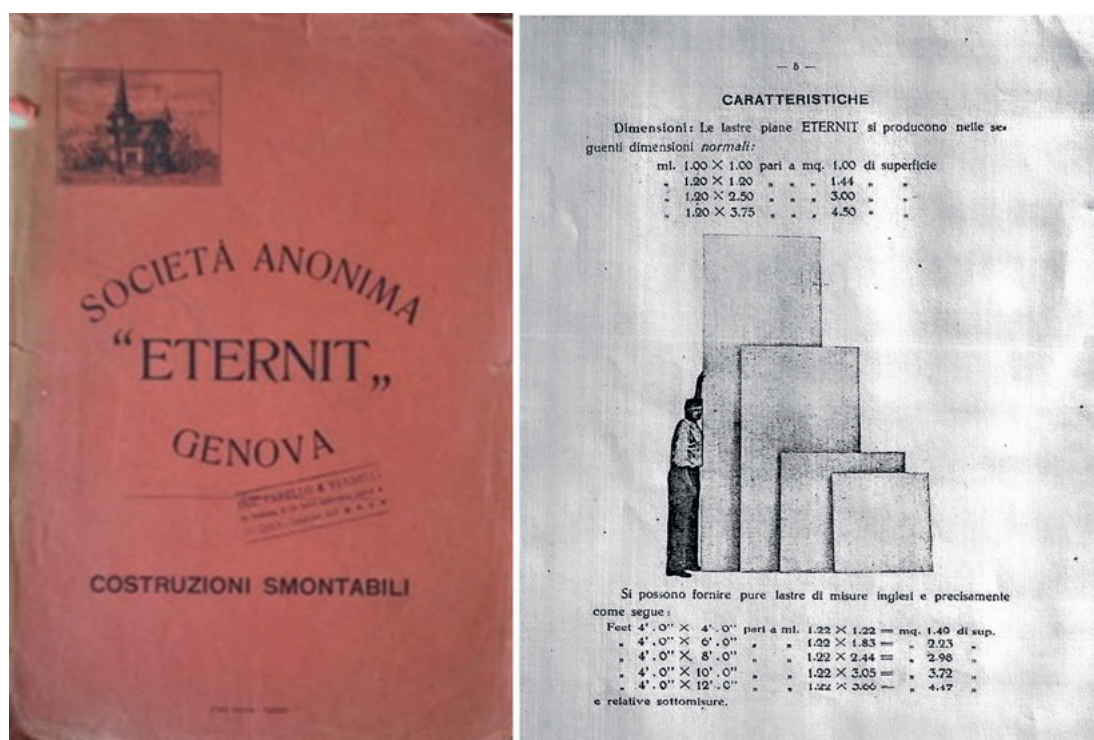 SOCIETÀ ANONIMA
“ETERNIT„
GENOVA
CAPELLO & VANDELLI
COSTRUZIONI SMONTABILI
— 5 —
CARATTERISTICHE
Dimensioni: Le lastre piane ETERNIT si producono nelle se-
guenti dimensioni normali:
ml. 1.00 × 1.00 pari a mq. 1.00 di superficie
„ 1.20 × 1.20 „ „ „ 1.44 „ „
„ 1.20 × 2.50 „ „ „ 3.00 „ „
„ 1.20 × 3.75 „ „ „ 4.50 „ „
Si possono fornire pure lastre di misure inglesi e precisamente
come segue:
Feet 4'.0" × 4'.0" pari a ml. 1.22 × 1.22 = mq. 1.49 di sup.
„ 4'.0" × 6'.0" „ „ 1.22 × 1.83 = „ 2.23 „
„ 4'.0" × 8'.0" „ „ 1.22 × 2.44 = „ 2.98 „
„ 4'.0" × 10'.0" „ „ 1.22 × 3.05 = „ 3.72 „
„ 4'.0" × 12'.0" „ „ 1.22 × 3.66 = „ 4.47 „
e relative sottomisure.